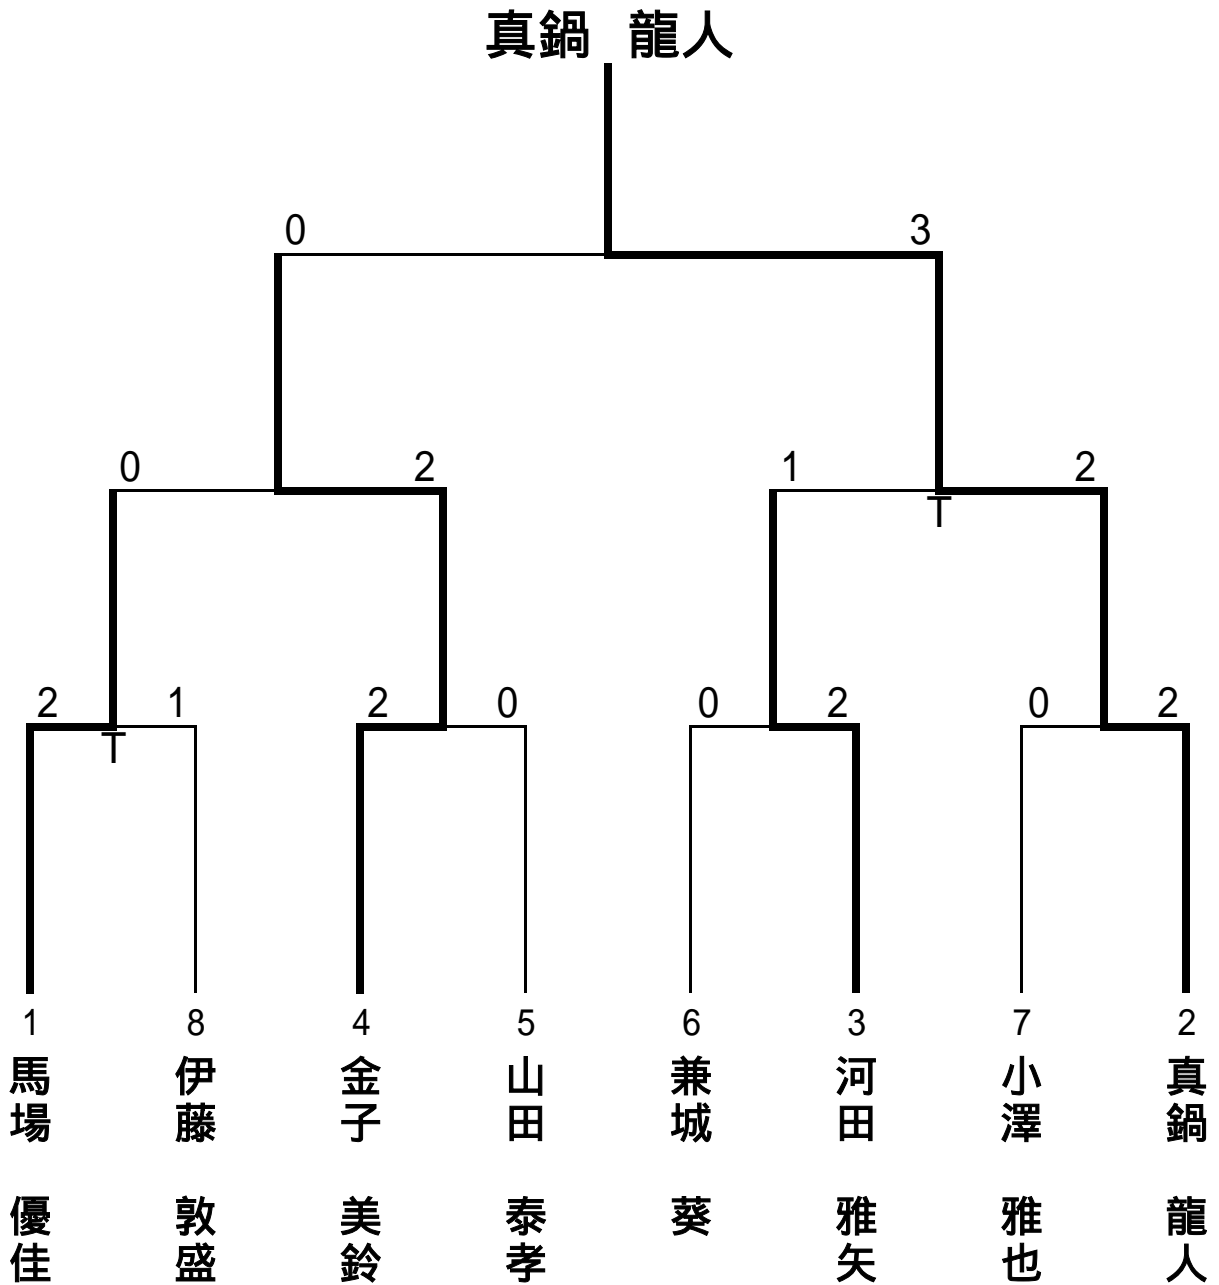 真鍋 龍人
0 3
0 2 1 2
T
2 1 2 0 0 2 0 2
T
1 8 4 5 6 3 7 2
馬場 優佳
伊藤 敦盛
金子 美鈴
山田 泰孝
兼城 葵
河田 雅矢
小澤 雅也
真鍋 龍人